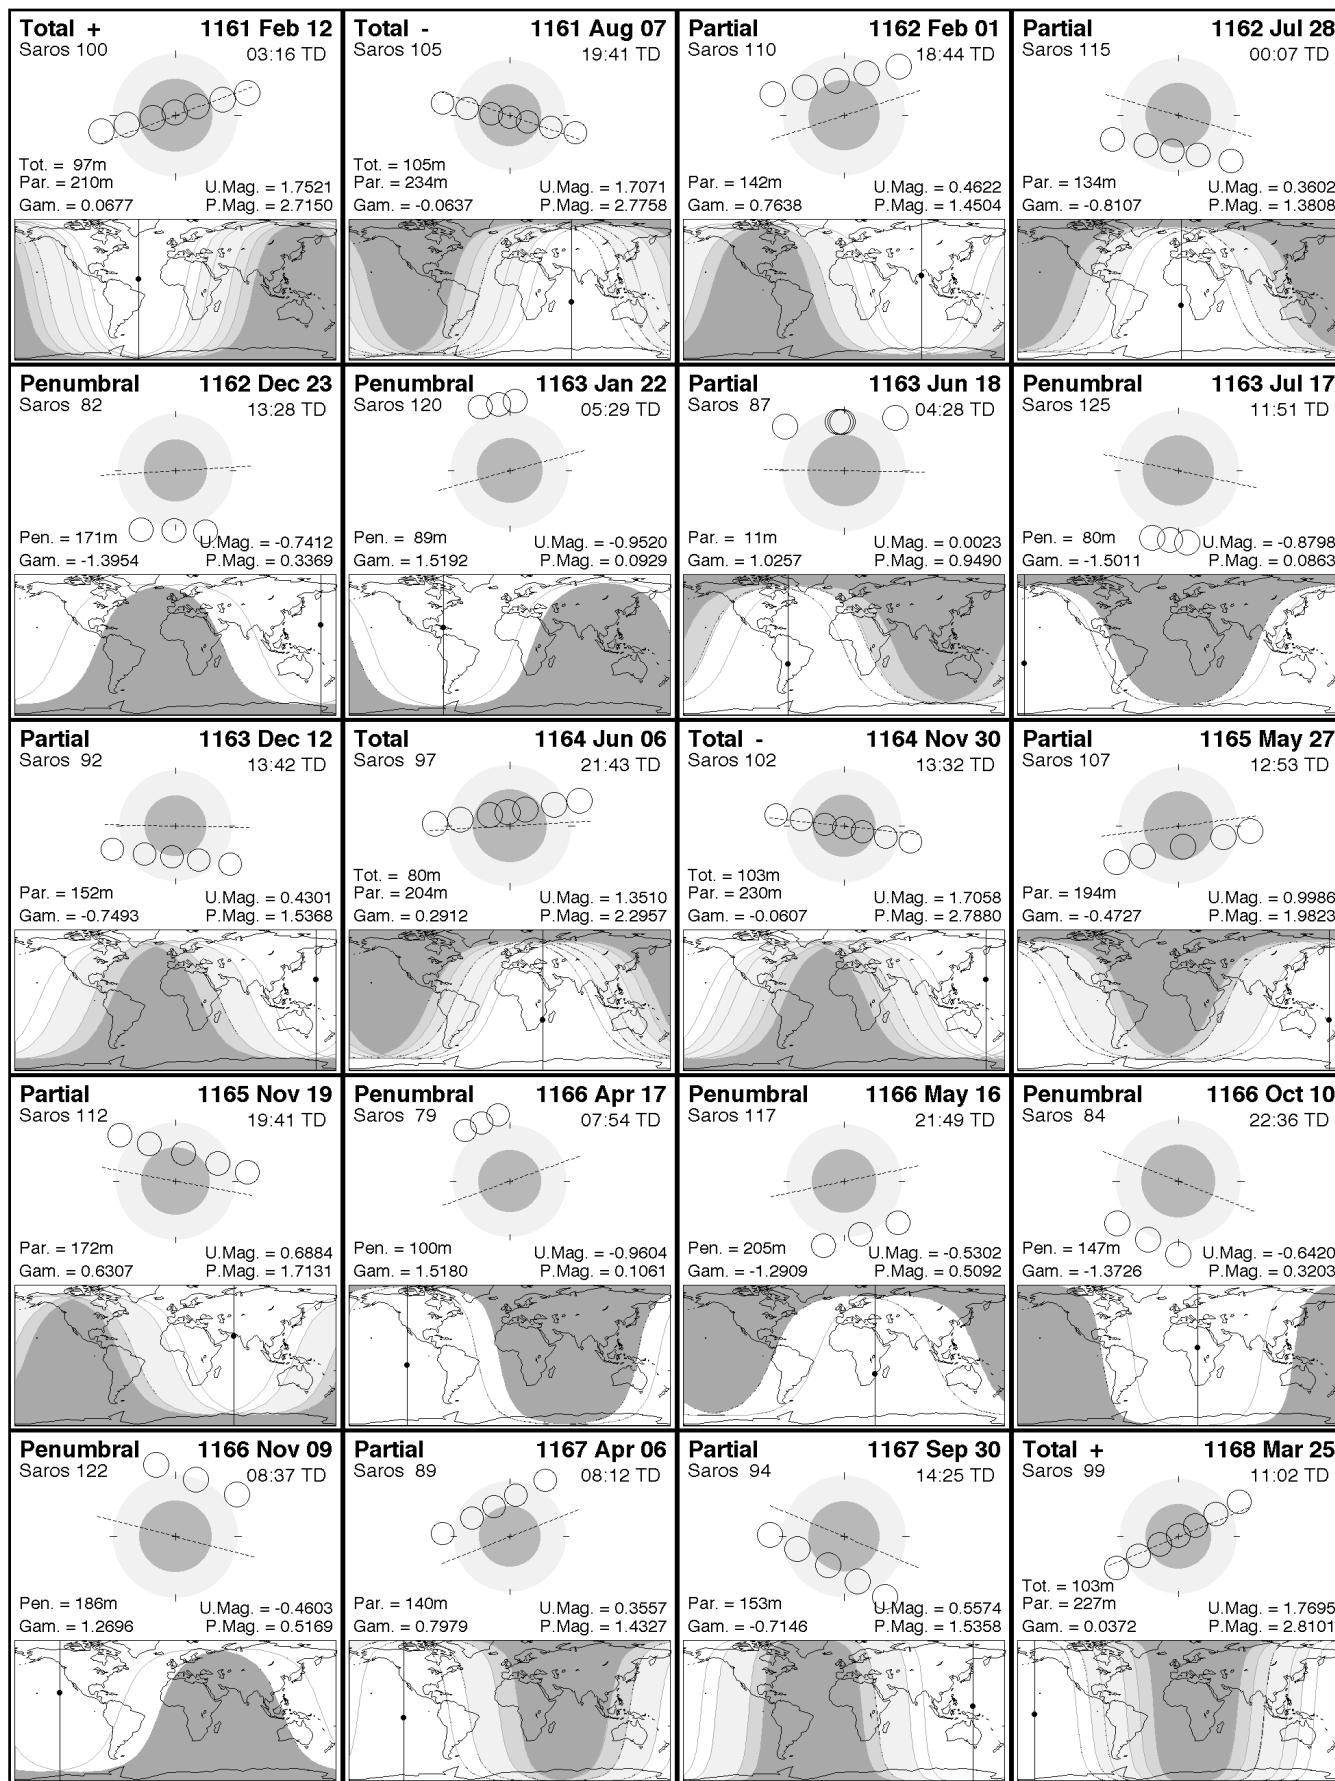 Total + 1161 Feb 12
Saros 100 03:16 TD
Tot. = 97m
Par. = 210m U.Mag. = 1.7521
Gam. = 0.0677 P.Mag. = 2.7150
Total - 1161 Aug 07
Saros 105 19:41 TD
Tot. = 105m
Par. = 234m U.Mag. = 1.7071
Gam. = -0.0637 P.Mag. = 2.7758
Partial 1162 Feb 01
Saros 110 18:44 TD
Par. = 142m U.Mag. = 0.4622
Gam. = 0.7638 P.Mag. = 1.4504
Partial 1162 Jul 28
Saros 115 00:07 TD
Par. = 134m U.Mag. = 0.3602
Gam. = -0.8107 P.Mag. = 1.3808
Penumbral 1162 Dec 23
Saros 82 13:28 TD
Pen. = 171m U.Mag. = -0.7412
Gam. = -1.3954 P.Mag. = 0.3369
Penumbral 1163 Jan 22
Saros 120 05:29 TD
Pen. = 89m U.Mag. = -0.9520
Gam. = 1.5192 P.Mag. = 0.0929
Partial 1163 Jun 18
Saros 87 04:28 TD
Par. = 11m U.Mag. = 0.0023
Gam. = 1.0257 P.Mag. = 0.9490
Penumbral 1163 Jul 17
Saros 125 11:51 TD
Pen. = 80m U.Mag. = -0.8798
Gam. = -1.5011 P.Mag. = 0.0863
Partial 1163 Dec 12
Saros 92 13:42 TD
Par. = 152m U.Mag. = 0.4301
Gam. = -0.7493 P.Mag. = 1.5368
Total 1164 Jun 06
Saros 97 21:43 TD
Tot. = 80m
Par. = 204m U.Mag. = 1.3510
Gam. = 0.2912 P.Mag. = 2.2957
Total - 1164 Nov 30
Saros 102 13:32 TD
Tot. = 103m
Par. = 230m U.Mag. = 1.7058
Gam. = -0.0607 P.Mag. = 2.7880
Partial 1165 May 27
Saros 107 12:53 TD
Par. = 194m U.Mag. = 0.9986
Gam. = -0.4727 P.Mag. = 1.9823
Partial 1165 Nov 19
Saros 112 19:41 TD
Par. = 172m U.Mag. = 0.6884
Gam. = 0.6307 P.Mag. = 1.7131
Penumbral 1166 Apr 17
Saros 79 07:54 TD
Pen. = 100m U.Mag. = -0.9604
Gam. = 1.5180 P.Mag. = 0.1061
Penumbral 1166 May 16
Saros 117 21:49 TD
Pen. = 205m U.Mag. = -0.5302
Gam. = -1.2909 P.Mag. = 0.5092
Penumbral 1166 Oct 10
Saros 84 22:36 TD
Pen. = 147m U.Mag. = -0.6420
Gam. = -1.3726 P.Mag. = 0.3203
Penumbral 1166 Nov 09
Saros 122 08:37 TD
Pen. = 186m U.Mag. = -0.4603
Gam. = 1.2696 P.Mag. = 0.5169
Partial 1167 Apr 06
Saros 89 08:12 TD
Par. = 140m U.Mag. = 0.3557
Gam. = 0.7979 P.Mag. = 1.4327
Partial 1167 Sep 30
Saros 94 14:25 TD
Par. = 153m U.Mag. = 0.5574
Gam. = -0.7146 P.Mag. = 1.5358
Total + 1168 Mar 25
Saros 99 11:02 TD
Tot. = 103m
Par. = 227m U.Mag. = 1.7695
Gam. = 0.0372 P.Mag. = 2.8101